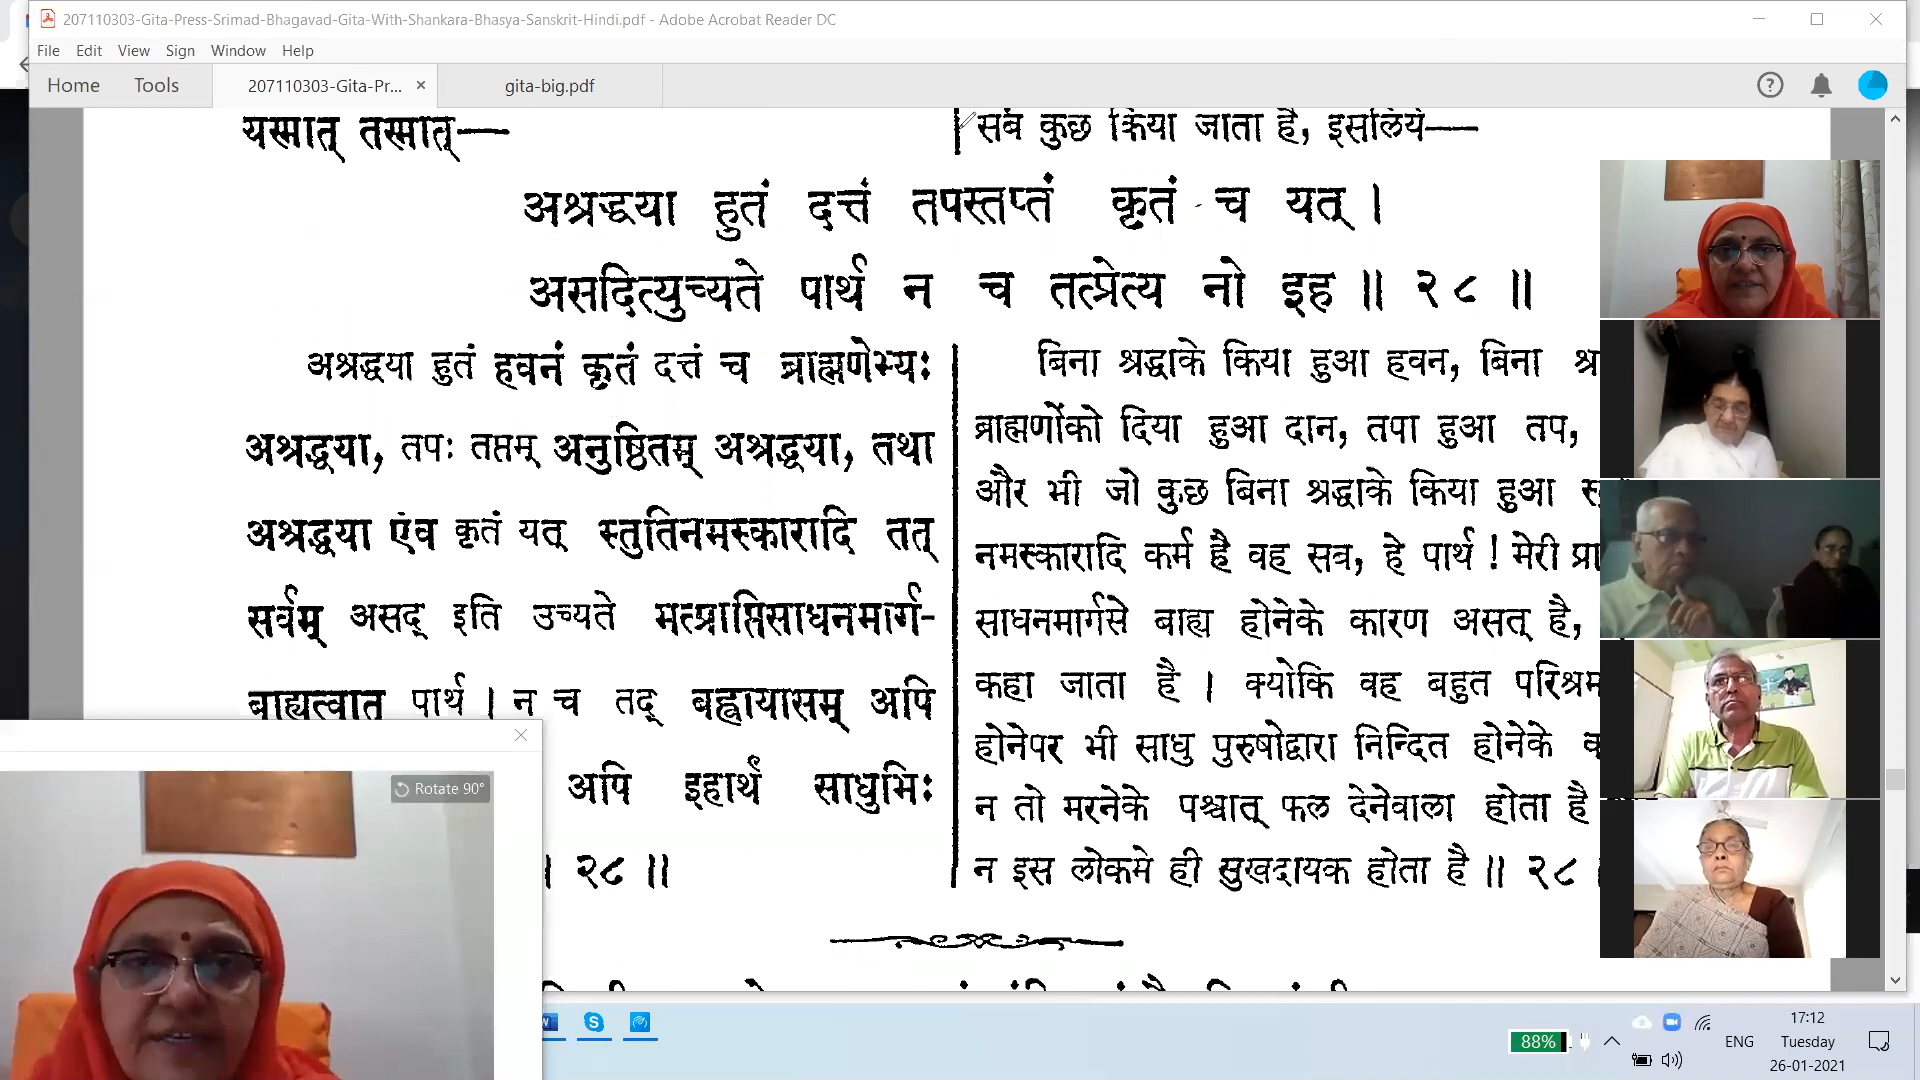 207110303-Gita-Press-Srimad-Bhagavad-Gita-With-Shankara-Bhasya-Sanskrit-Hindi.pdf - Adobe Acrobat Reader DC
File Edit View Sign Window Help
Home Tools 207110303-Gita-Pr... × gita-big.pdf
यस्मात् तस्मात्—
सब कुछ किया जाता है, इसलिये—
अश्रद्धया हुतं दत्तं तपस्तप्तं कृतं च यत् ।
असदित्युच्यते पार्थ न च तत्प्रेत्य नो इह ॥ २८ ॥
अश्रद्धया हुतं हवनं कृतं दत्तं च ब्राह्मणेभ्यः
अश्रद्धया, तपः तप्तम् अनुष्ठितम् अश्रद्धया, तथा
अश्रद्धया एव कृतं यत् स्तुतिनमस्कारादि तत्
सर्वम् असद् इति उच्यते मत्प्राप्तिसाधनमार्ग-
बाह्यत्वात् पार्थ । न च तद् बह्वायासम् अपि
अपि इहार्थं साधुभिः
। २८ ॥
बिना श्रद्धाके किया हुआ हवन, बिना श्र
ब्राह्मणोंको दिया हुआ दान, तपा हुआ तप,
और भी जो कुछ बिना श्रद्धाके किया हुआ स्
नमस्कारादि कर्म है वह सब, हे पार्थ ! मेरी प्रा
साधनमार्गसे बाह्य होनेके कारण असत् है,
कहा जाता है । क्योंकि वह बहुत परिश्रम
होनेपर भी साधु पुरुषोंद्वारा निन्दित होनेके क
न तो मरनेके पश्चात् फल देनेवाला होता है
न इस लोकमें ही सुखदायक होता है ॥ २८
Rotate 90°
88%
ENG
17:12
Tuesday
26-01-2021